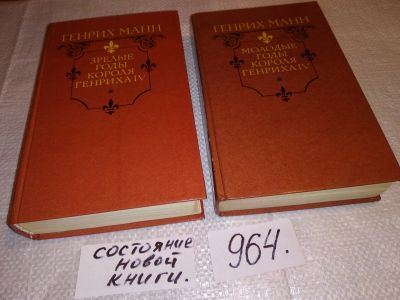 ГЕНРИХ МАНН
ЗРЕЛЫЕ
ГОДЫ
КОРОЛЯ
ГЕНРИХА IV
ГЕНРИХ МАНН
МОЛОДЫЕ
ГОДЫ
КОРОЛЯ
ГЕНРИХА IV
СОСТОЯНИЕ
НОВОЙ
КНИГИ.
964.